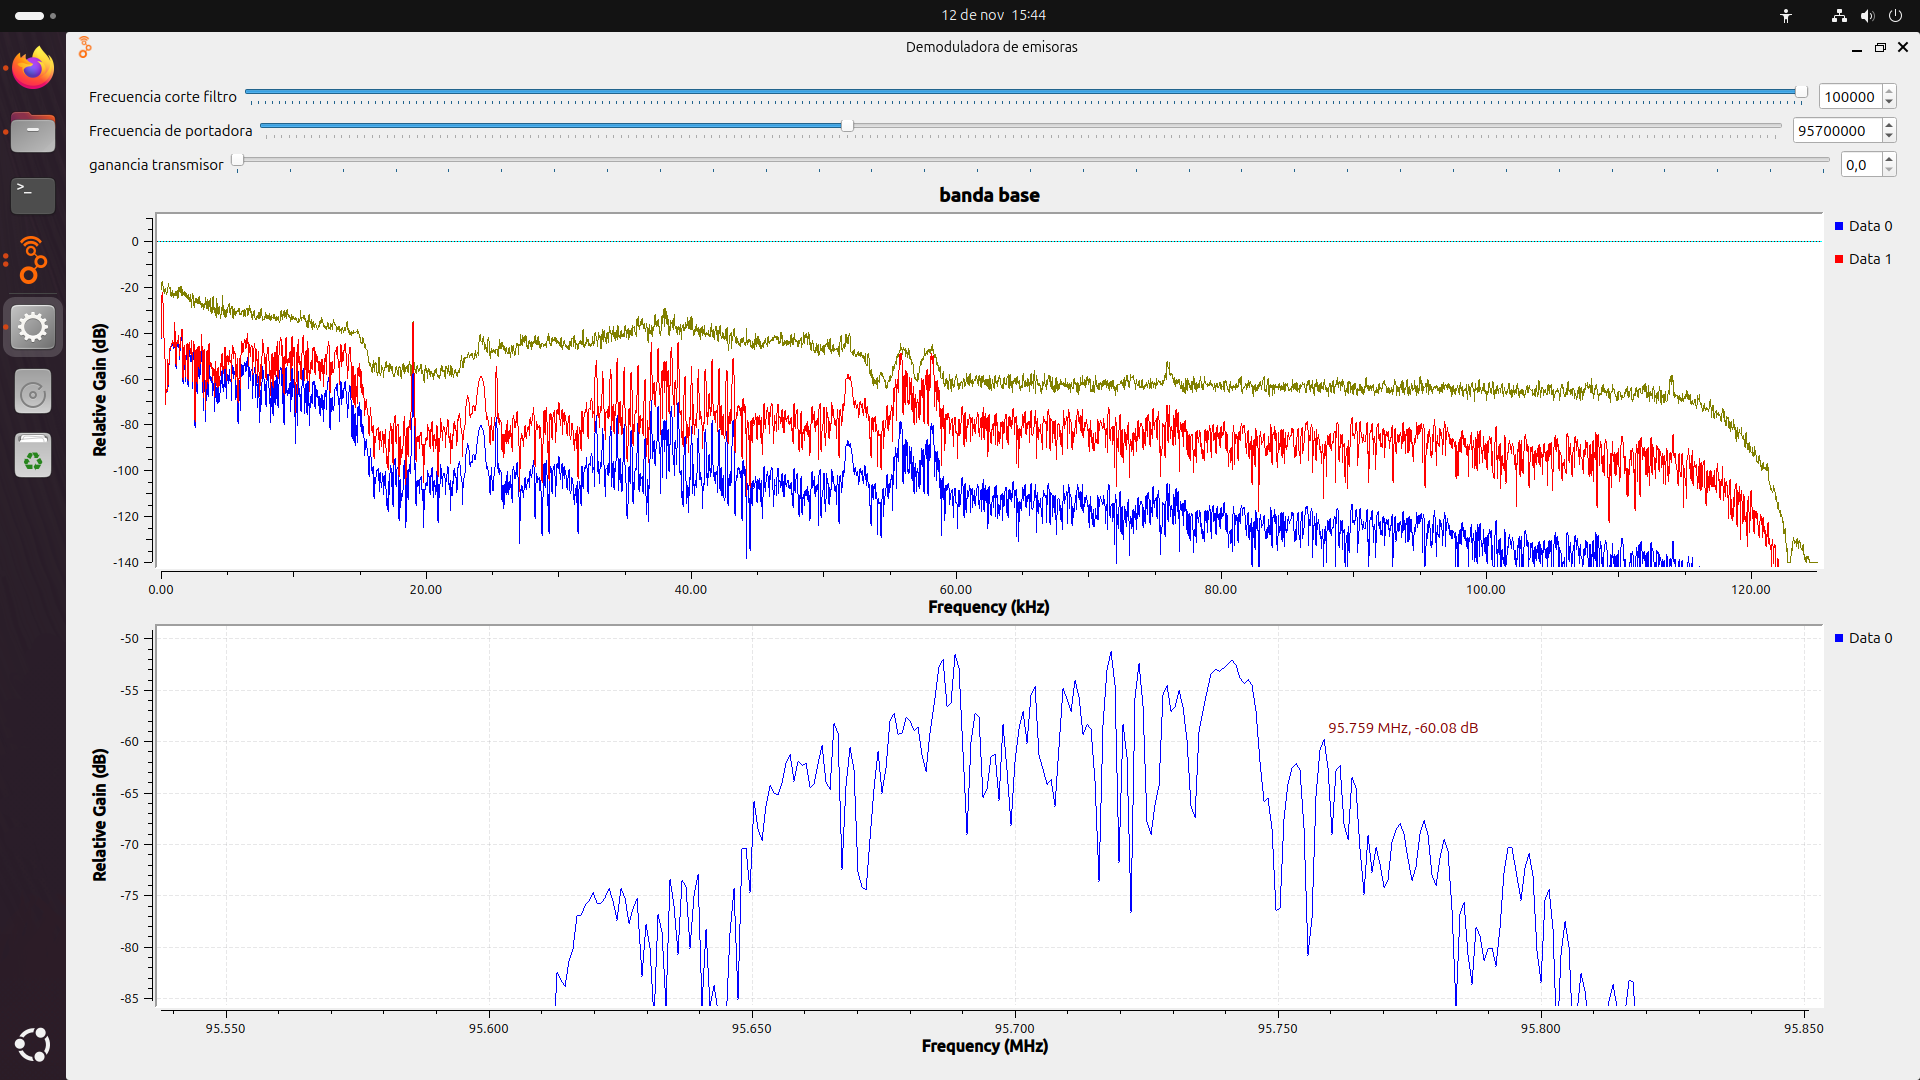 12 de nov 15:44
Demoduladora de emisoras
Frecuencia corte filtro 100000
Frecuencia de portadora 95700000
ganancia transmisor 0,0
banda base
Data 0
Data 1
Relative Gain (dB)
0
-20
-40
-60
-80
-100
-120
-140
0.00 20.00 40.00 60.00 80.00 100.00 120.00
Frequency (kHz)
Data 0
95.759 MHz, -60.08 dB
Relative Gain (dB)
-50
-55
-60
-65
-70
-75
-80
-85
95.550 95.600 95.650 95.700 95.750 95.800 95.850
Frequency (MHz)
>_